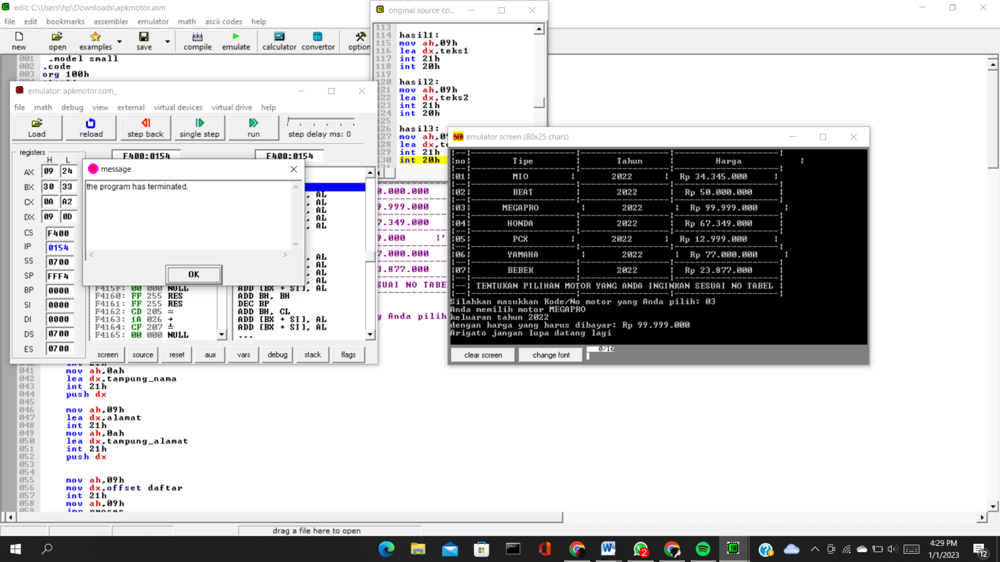 edit: C:\Users\hp\Downloads\apkmotor.asm
file edit bookmarks assembler emulator math ascii codes help
new open examples save compile emulate calculator convertor option
001 .model small
002 .code
003 org 100h
original source co...
113
114 hasil1:
115 mov ah,09h
116 lea dx,teks1
117 int 21h
118 int 20h
119
120 hasil2:
121 mov ah,09h
122 lea dx,teks2
123 int 21h
124 int 20h
126 hasil3:
127 mov ah,09
128 lea dx,te
129 int 21h
130 int 20h
emulator: apkmotor.com_
file math debug view external virtual devices virtual drive help
Load reload step back single step run step delay ms: 0
registers
H L
F400:0154 F400:0154
AX 09 24
BX 30 33
CX 0A A2
DX 09 0D
CS F400
IP 0154
SS 0700
SP FFF4
BP 0000
SI 0000
DI 0000
DS 0700
ES 0700
message
the program has terminated.
OK
, AL
, AL
, AL
, AL
, AL
, AL
, AL
, AL
F415F: 00 000 NULL ADD [BX + SI], AL
F4160: FF 255 RES ADD BH, BH
F4161: FF 255 RES DEC BP
F4162: CD 205 = ADD BH, CL
F4164: 1A 026 → ADD [BX + SI], AL
F4164: CF 207 ╧ ADD [BX + SI], AL
F4165: 00 000 NULL ...
screen source reset aux vars debug stack flags
0.000.000
9.999.000
7.349.000
9.000 ¦'
7.000.000
3.877.000
SUAI NO TABE
g Anda pilih
emulator screen (80x25 chars)
¦no¦ Tipe ¦ Tahun ¦ Harga ¦
¦01¦ MIO ¦ 2022 ¦ Rp 34.345.000 ¦
¦02¦ BEAT ¦ 2022 ¦ Rp 50.000.000 ¦
¦03¦ MEGAPRO ¦ 2022 ¦ Rp 99.999.000 ¦
¦04¦ HONDA ¦ 2022 ¦ Rp 67.349.000 ¦
¦05¦ PCX ¦ 2022 ¦ Rp 12.999.000 ¦
¦06¦ YAMAHA ¦ 2022 ¦ Rp 77.000.000 ¦
¦07¦ BEBEK ¦ 2022 ¦ Rp 23.877.000 ¦
¦--¦ TENTUKAN PILIHAN MOTOR YANG ANDA INGINKAN SESUAI NO TABEL ¦
Silahkan masukkan Kode/No motor yang Anda pilih: 03
Anda memilih motor MEGAPRO
keluaran tahun 2022
dengan harga yang harus dibayar: Rp 99.999.000
Arigato jangan lupa datang lagi
clear screen change font 0/16
041 mov ah,0ah
042 lea dx,tampung_nama
043 int 21h
044 push dx
045
046 mov ah,09h
047 lea dx,alamat
048 int 21h
049 mov ah,0ah
050 lea dx,tampung_alamat
051 int 21h
052 push dx
053
054
055 mov ah,09h
056 mov dx,offset daftar
057 int 21h
058 mov ah,09h
059 jmp proses
drag a file here to open
2
4:29 PM
1/1/2023
12